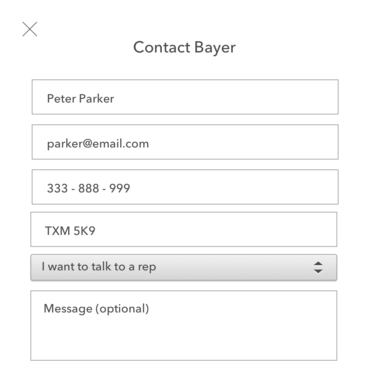 Contact Bayer
Peter Parker
parker@email.com
333 - 888 - 999
TXM 5K9
I want to talk to a rep
Message (optional)